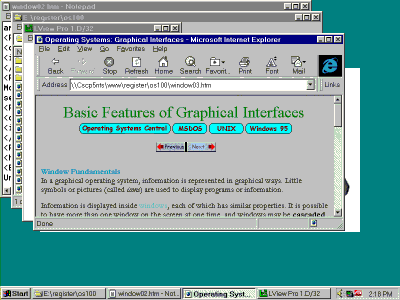 window02.htm - Notepad
E:\register\os100
LView Pro 1.D/32
Operating Systems: Graphical Interfaces - Microsoft Internet Explorer
File Edit View Go Favorites Help
Back Forward Stop Refresh Home Search Favorit.. Print Font Mail
Address \\Cscp5nts\www\register\os100\window03.htm Links
Basic Features of Graphical Interfaces
Operating Systems Central MSDOS UNIX Windows 95
Previous Next
Window Fundamentals
In a graphical operating system, information is represented in graphical ways. Little
symbols or pictures (called icons) are used to display programs or information.
Information is displayed inside windows, each of which has similar properties. It is possible
to have more than one window on the screen at one time, and windows may be cascaded
Done
Start E:\register\os100 window02.htm - Not... Operating Syst... LView Pro 1.D/32 2:18 PM